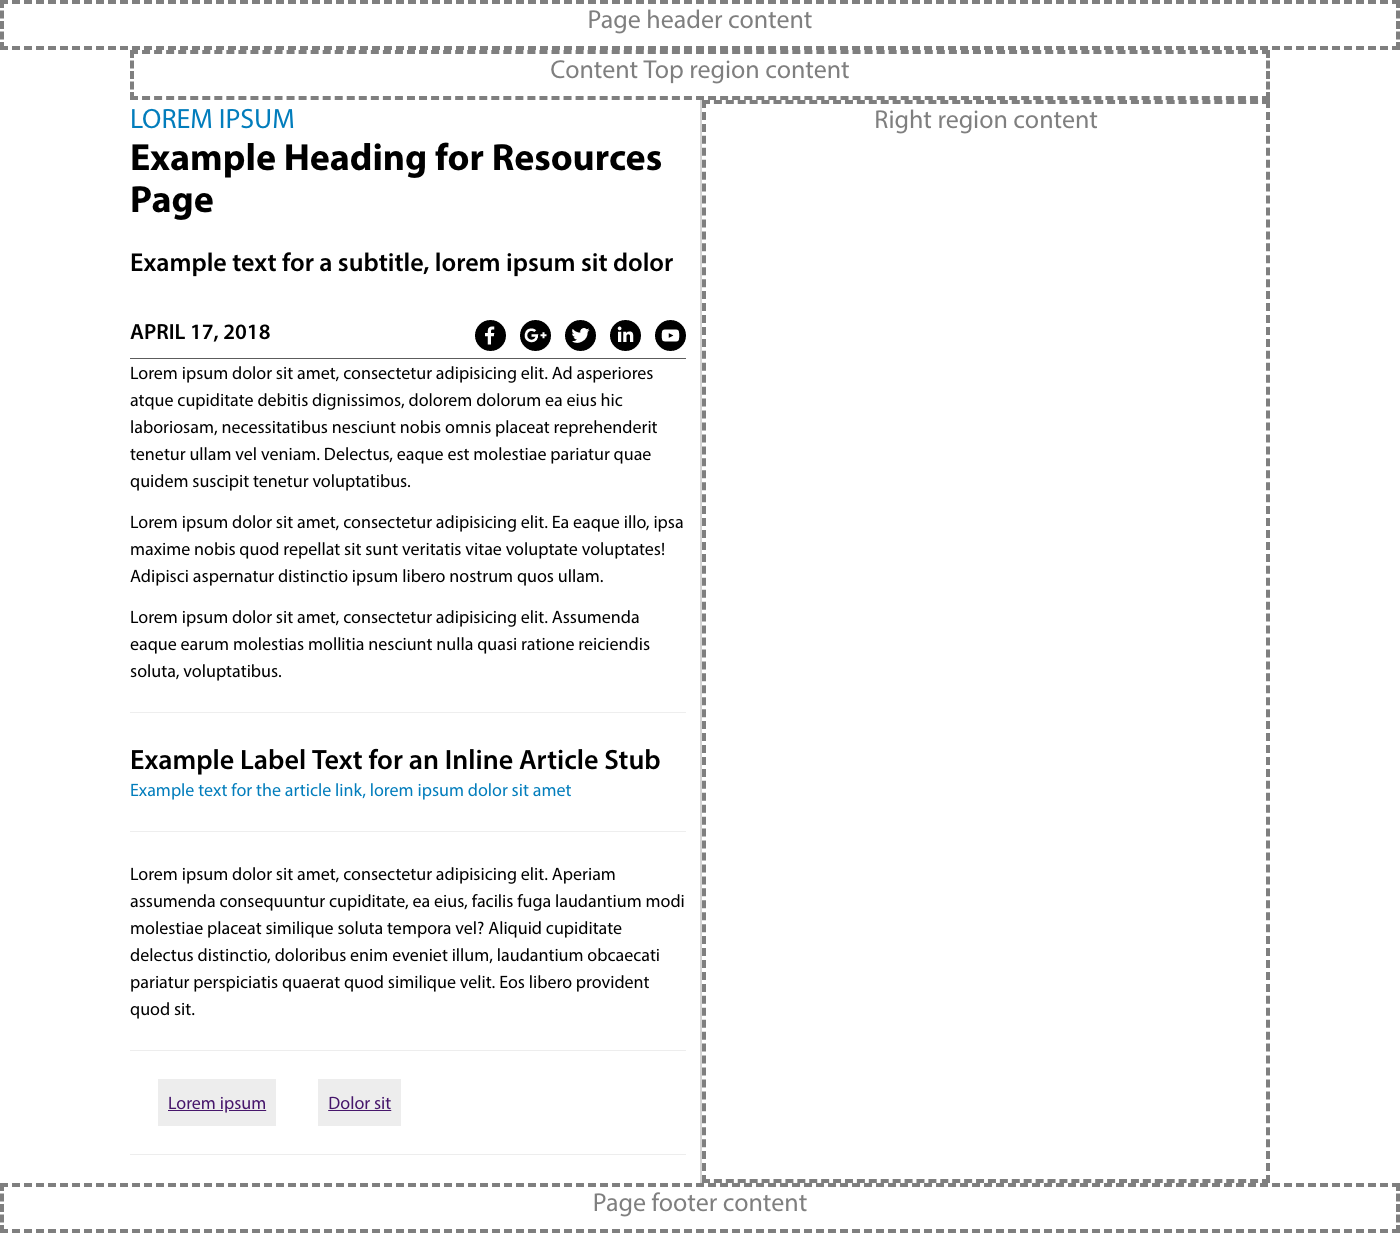 Page header content
Content Top region content
LOREM IPSUM
Example Heading for Resources
Page
Example text for a subtitle, lorem ipsum sit dolor
APRIL 17, 2018
Lorem ipsum dolor sit amet, consectetur adipisicing elit. Ad asperiores
atque cupiditate debitis dignissimos, dolorem dolorum ea eius hic
laboriosam, necessitatibus nesciunt nobis omnis placeat reprehenderit
tenetur ullam vel veniam. Delectus, eaque est molestiae pariatur quae
quidem suscipit tenetur voluptatibus.
Lorem ipsum dolor sit amet, consectetur adipisicing elit. Ea eaque illo, ipsa
maxime nobis quod repellat sit sunt veritatis vitae voluptate voluptates!
Adipisci aspernatur distinctio ipsum libero nostrum quos ullam.
Lorem ipsum dolor sit amet, consectetur adipisicing elit. Assumenda
eaque earum molestias mollitia nesciunt nulla quasi ratione reiciendis
soluta, voluptatibus.
Example Label Text for an Inline Article Stub
Example text for the article link, lorem ipsum dolor sit amet
Lorem ipsum dolor sit amet, consectetur adipisicing elit. Aperiam
assumenda consequuntur cupiditate, ea eius, facilis fuga laudantium modi
molestiae placeat similique soluta tempora vel? Aliquid cupiditate
delectus distinctio, doloribus enim eveniet illum, laudantium obcaecati
pariatur perspiciatis quaerat quod similique velit. Eos libero provident
quod sit.
Lorem ipsum
Dolor sit
Right region content
Page footer content